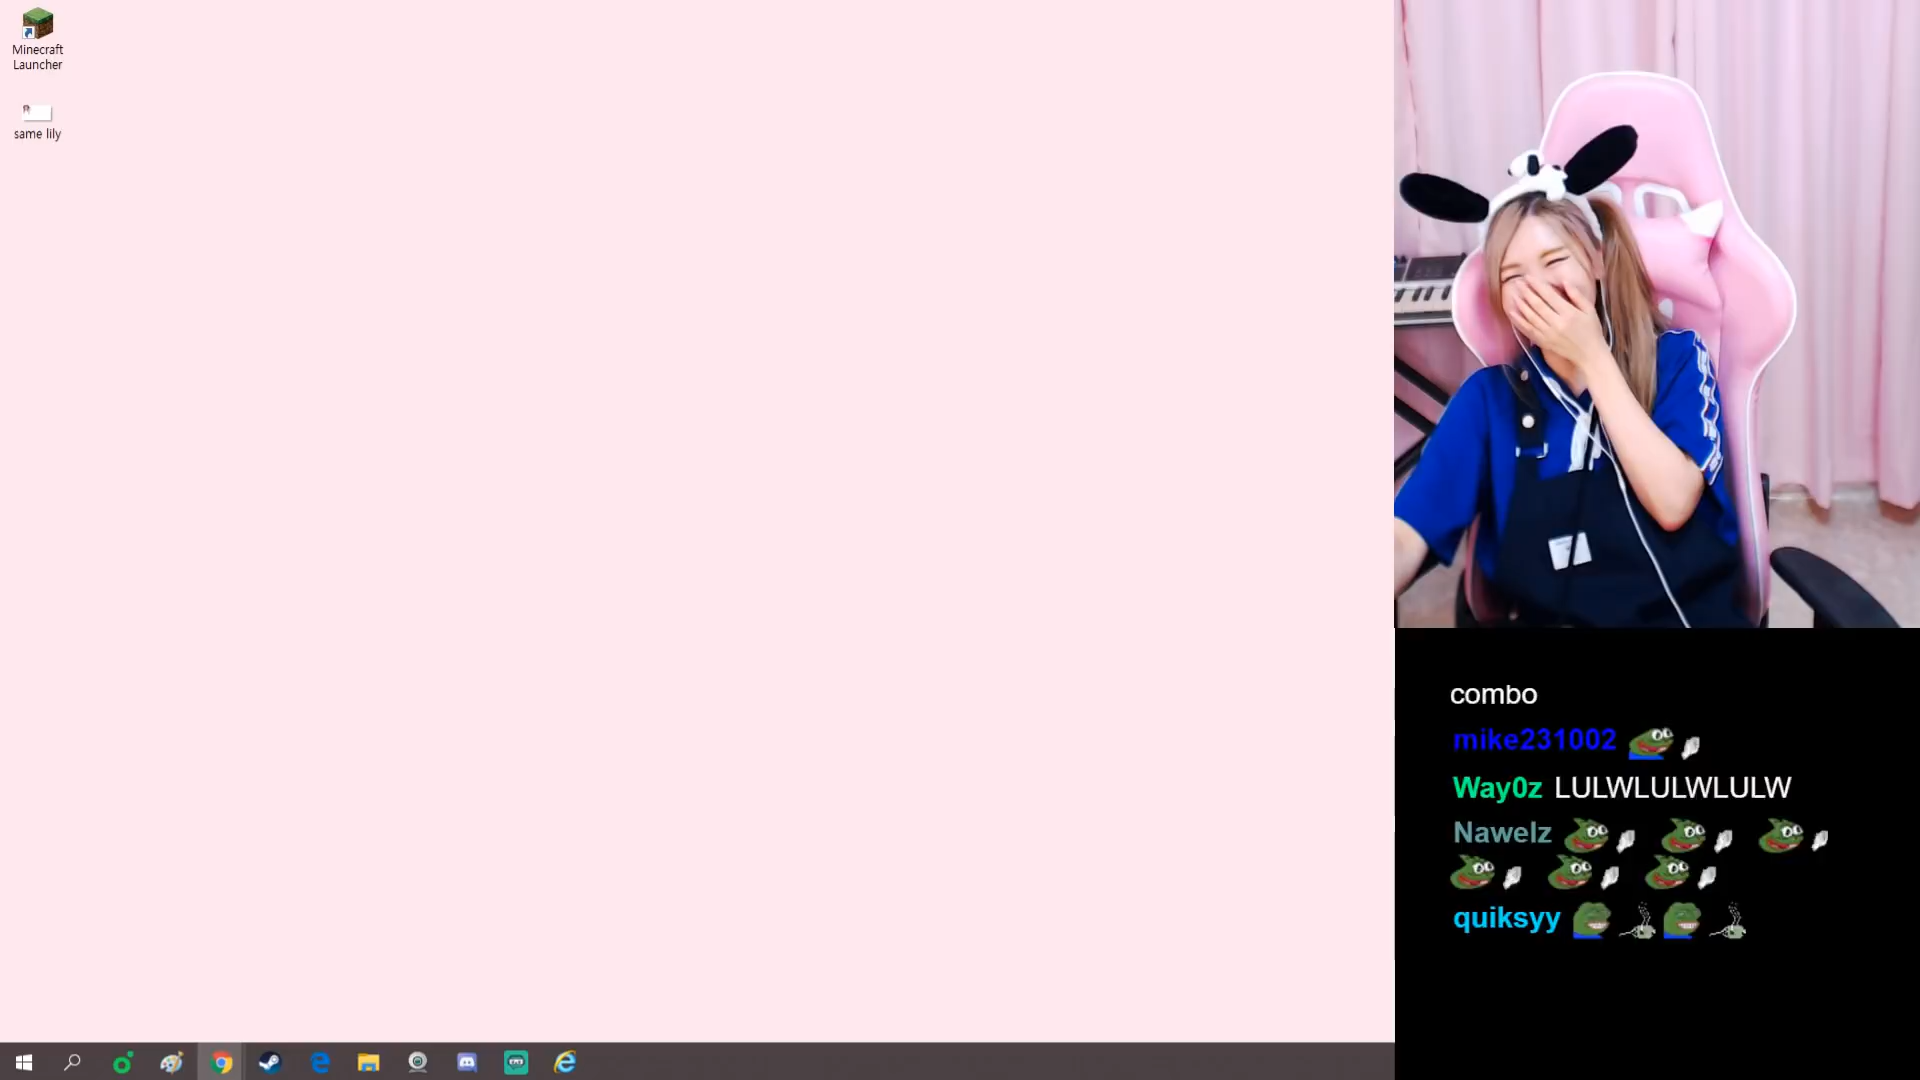 Minecraft
Launcher
same lily
combo
mike231002
Way0z LULWLULWLULW
Nawelz
quiksyy